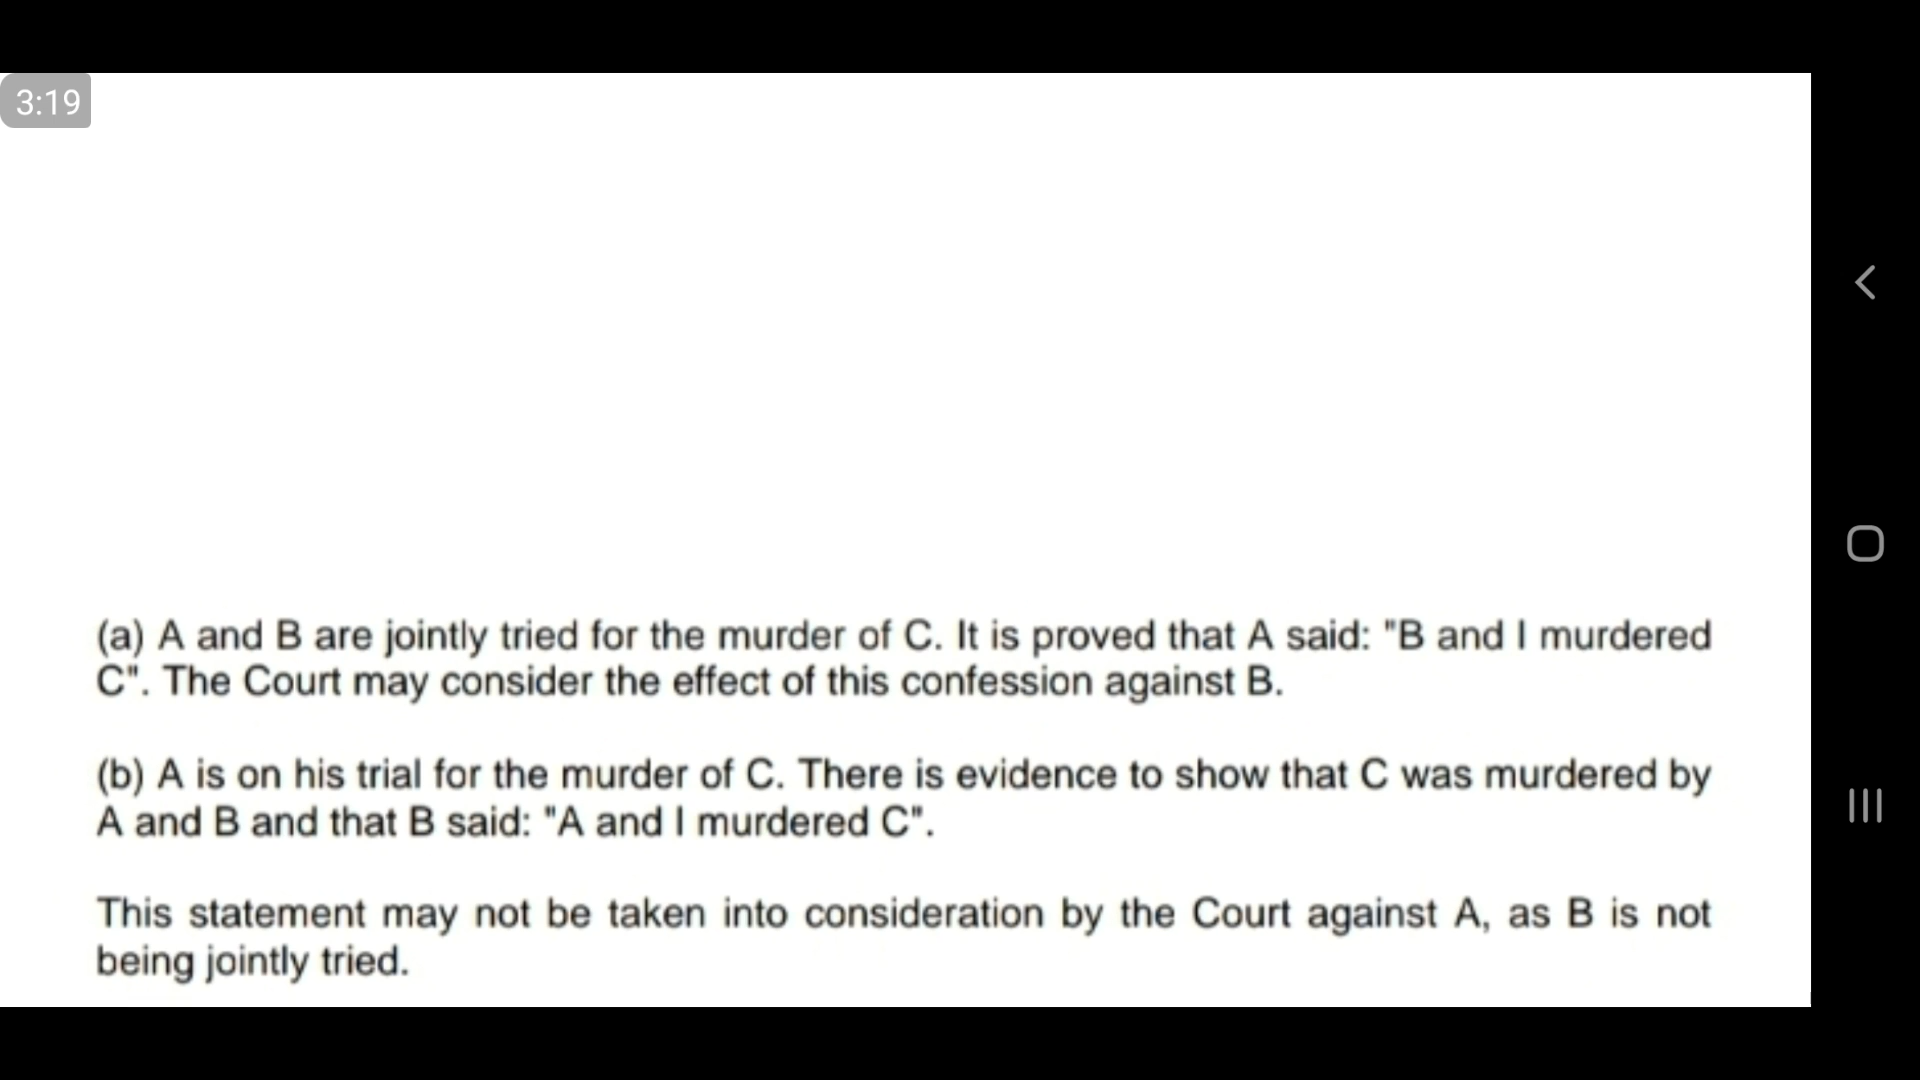 3:19
(a) A and B are jointly tried for the murder of C. It is proved that A said: "B and I murdered
C". The Court may consider the effect of this confession against B.
(b) A is on his trial for the murder of C. There is evidence to show that C was murdered by
A and B and that B said: "A and I murdered C".
This statement may not be taken into consideration by the Court against A, as B is not
being jointly tried.